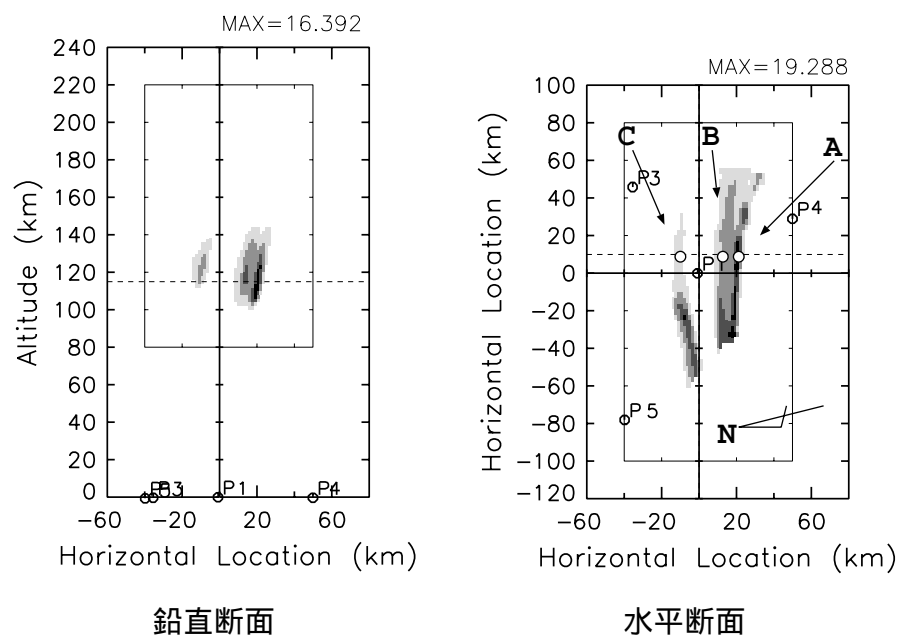 MAX=16.392
240
220
200
180
160
140
120
100
80
60
40
20
0
Altitude (km)
P3
P1
P4
-60
-20
20
60
Horizontal Location (km)
鉛直断面
MAX=19.288
100
80
60
40
20
0
-20
-40
-60
-80
-100
-120
Horizontal Location (km)
C
B
A
P3
P4
P
P 5
N
-60
-20
20
60
Horizontal Location (km)
水平断面